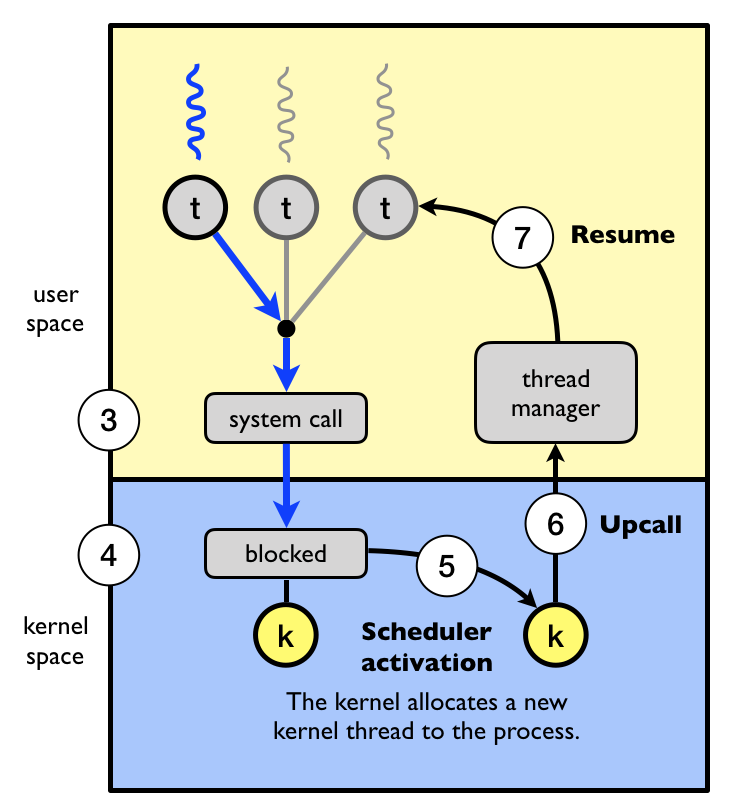 t
t
t
7
Resume
user
space
thread
manager
3
system call
6
Upcall
4
blocked
5
kernel
space
k
Scheduler
activation
k
The kernel allocates a new
kernel thread to the process.